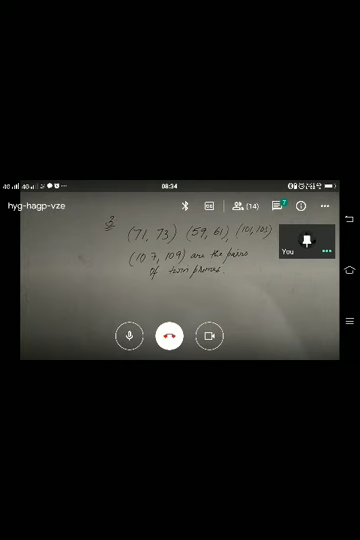 08:34
hyg-hagp-vze
(14)
7
3
(71, 73) (59, 61), (101, 103)
(107, 109) are the pairs
of twin primes.
You